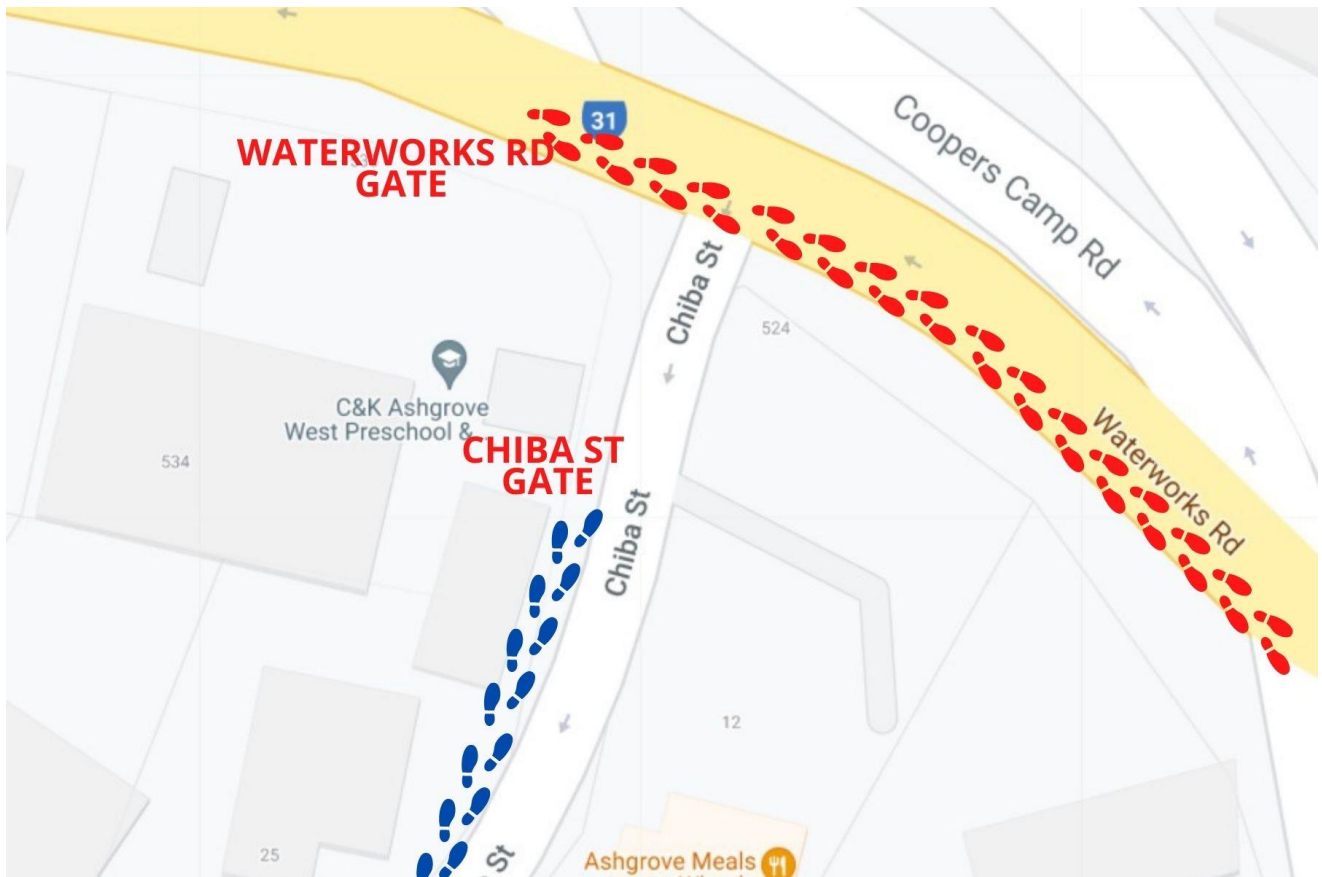 31
WATERWORKS RD
GATE
Coopers Camp Rd
Chiba St
524
C&K Ashgrove
West Preschool &...
534
CHIBA ST
GATE
Chiba St
Waterworks Rd
12
25
St
Ashgrove Meals